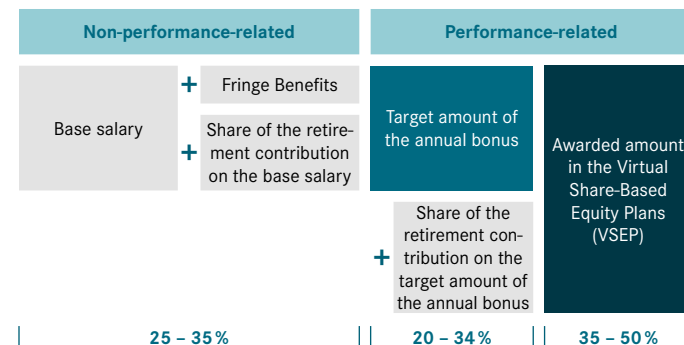 Non-performance-related
Performance-related
Base salary
+
Fringe Benefits
+
Share of the retire-
ment contribution
on the base salary
Target amount of
the annual bonus
+
Share of the
retirement con-
tribution on the
target amount of
the annual bonus
Awarded amount
in the Virtual
Share-Based
Equity Plans
(VSEP)
25 – 35 %
20 – 34 %
35 – 50 %